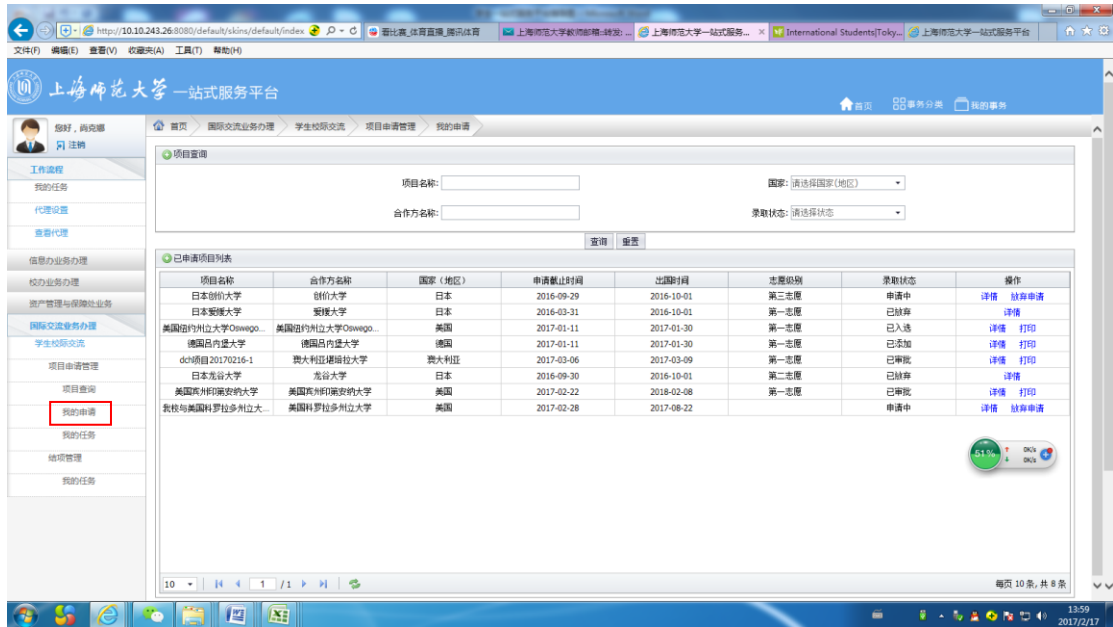 http://10.10.243.26:8080/default/skins/default/index
看比赛_体育直播_腾讯体育
上海师范大学教师邮箱::转发: ...
上海师范大学一站式服务...
International Students|Toky...
上海师范大学一站式服务平台
文件(F) 编辑(E) 查看(V) 收藏夹(A) 工具(T) 帮助(H)
上海师范大学 一站式服务平台
首页 事务分类 我的事务
您好，尚克娜
注销
首页 国际交流业务办理 学生校际交流 项目申请管理 我的申请
工作流程
我的任务
代理设置
查看代理
信息办业务办理
校办业务办理
资产管理与保障处业务
国际交流业务办理
学生校际交流
项目申请管理
项目查询
我的申请
我的任务
结项管理
我的任务
项目查询
项目名称: 国家: 请选择国家(地区)
合作方名称: 录取状态: 请选择状态
查询 重置
已申请项目列表
项目名称 合作方名称 国家（地区） 申请截止时间 出国时间 志愿级别 录取状态 操作
日本创价大学 创价大学 日本 2016-09-29 2016-10-01 第三志愿 申请中 详情 放弃申请
日本爱媛大学 爱媛大学 日本 2016-03-31 2016-10-01 第一志愿 已放弃 详情
美国纽约州立大学Oswego... 美国纽约州立大学Oswego... 美国 2017-01-11 2017-01-30 第一志愿 已入选 详情 打印
德国吕内堡大学 德国吕内堡大学 德国 2017-01-11 2017-01-30 第一志愿 已添加 详情 打印
dch项目20170216-1 澳大利亚堪培拉大学 澳大利亚 2017-03-06 2017-03-09 第一志愿 已审批 详情 打印
日本龙谷大学 龙谷大学 日本 2016-09-30 2016-10-01 第二志愿 已放弃 详情
美国宾州印第安纳大学 美国宾州印第安纳大学 美国 2017-02-22 2018-02-08 第一志愿 已审批 详情 打印
我校与美国科罗拉多州立大... 美国科罗拉多州立大学 美国 2017-02-28 2017-08-22 申请中 详情 放弃申请
51% 0K/s
0K/s
10 1 /1
每页 10 条, 共 8 条
13:59
2017/2/17